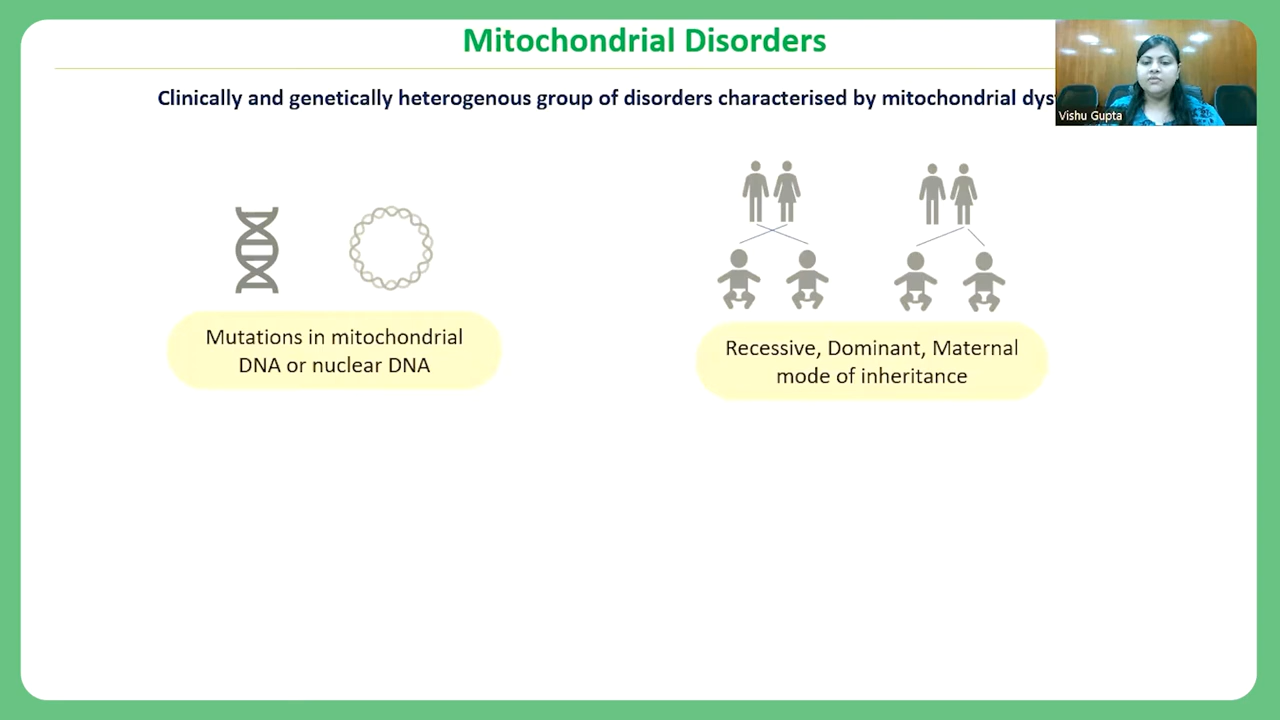 Mitochondrial Disorders
Clinically and genetically heterogenous group of disorders characterised by mitochondrial
Vishu Gupta
Mutations in mitochondrial
DNA or nuclear DNA
Recessive, Dominant, Maternal
mode of inheritance